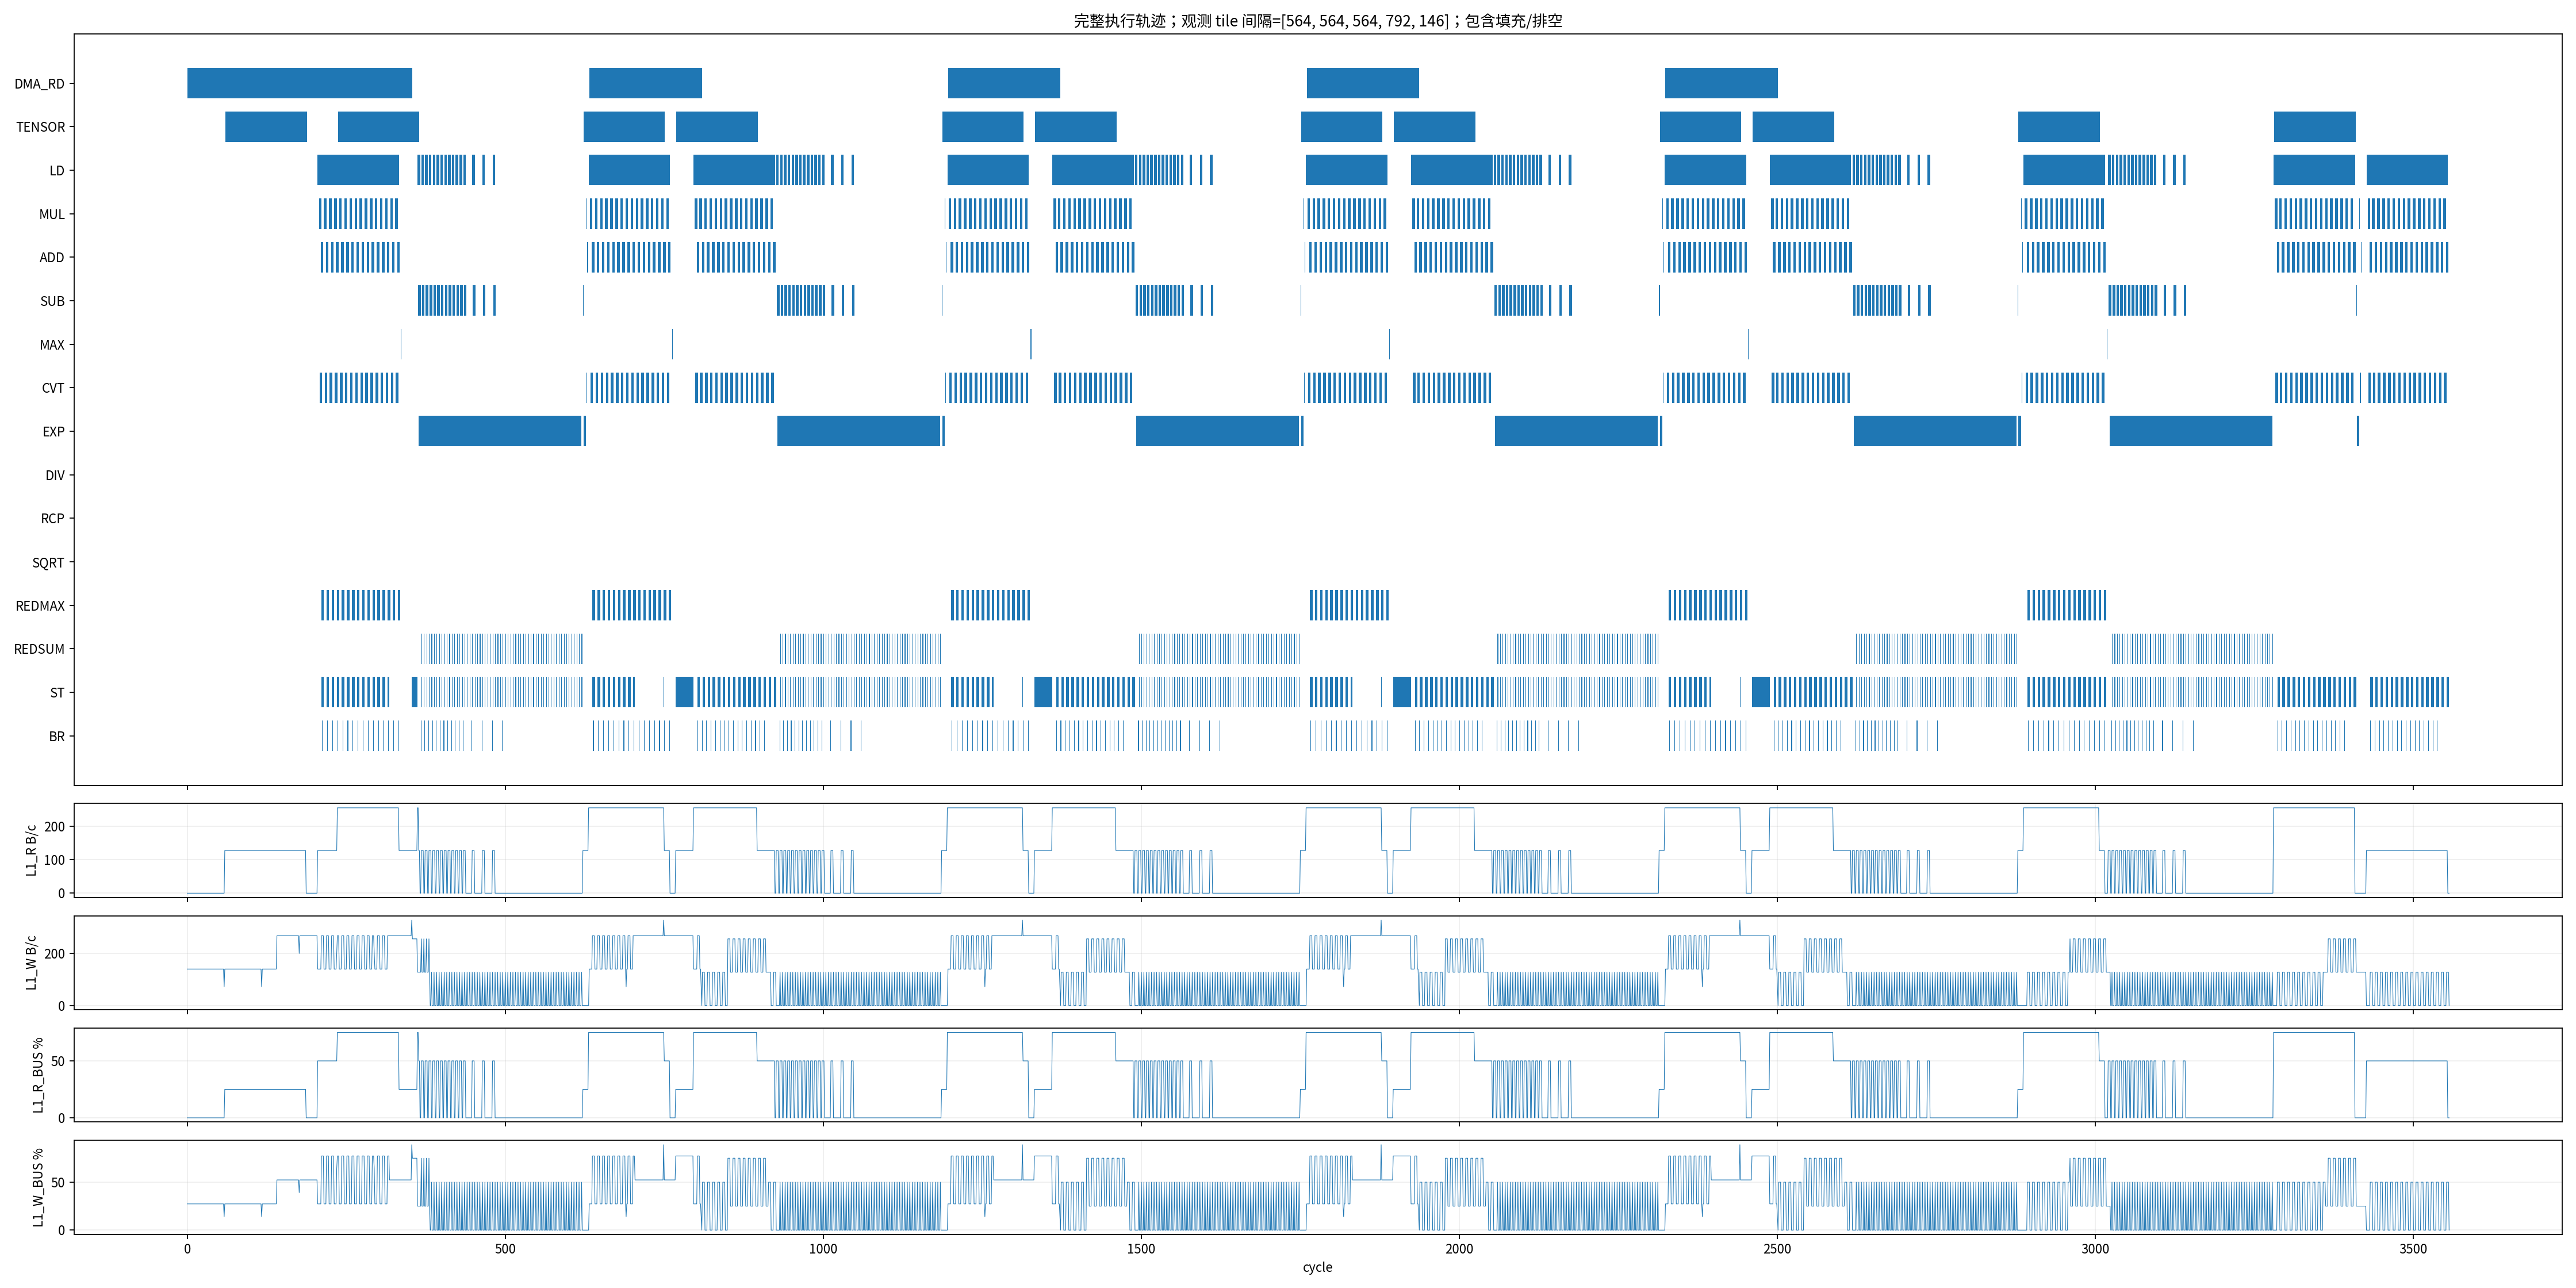 完整执行轨迹；观测 tile 间隔=[564, 564, 564, 792, 146]；包含填充/排空
DMA_RD
TENSOR
LD
MUL
ADD
SUB
MAX
CVT
EXP
DIV
RCP
SQRT
REDMAX
REDSUM
ST
BR
L1_R B/c
200
100
0
L1_W B/c
200
0
L1_R_BUS %
50
0
L1_W_BUS %
50
0
0 500 1000 1500 2000 2500 3000 3500
cycle